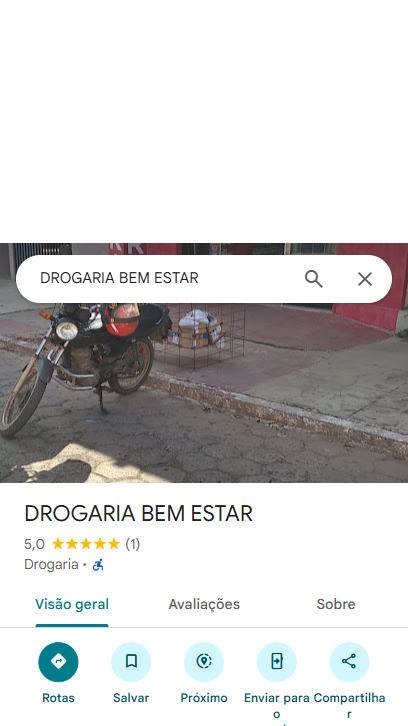 DROGARIA BEM ESTAR
DROGARIA BEM ESTAR
5,0 (1)
Drogaria ·
Visão geral Avaliações Sobre
Rotas Salvar Próximo Enviar para Compartilha
o r